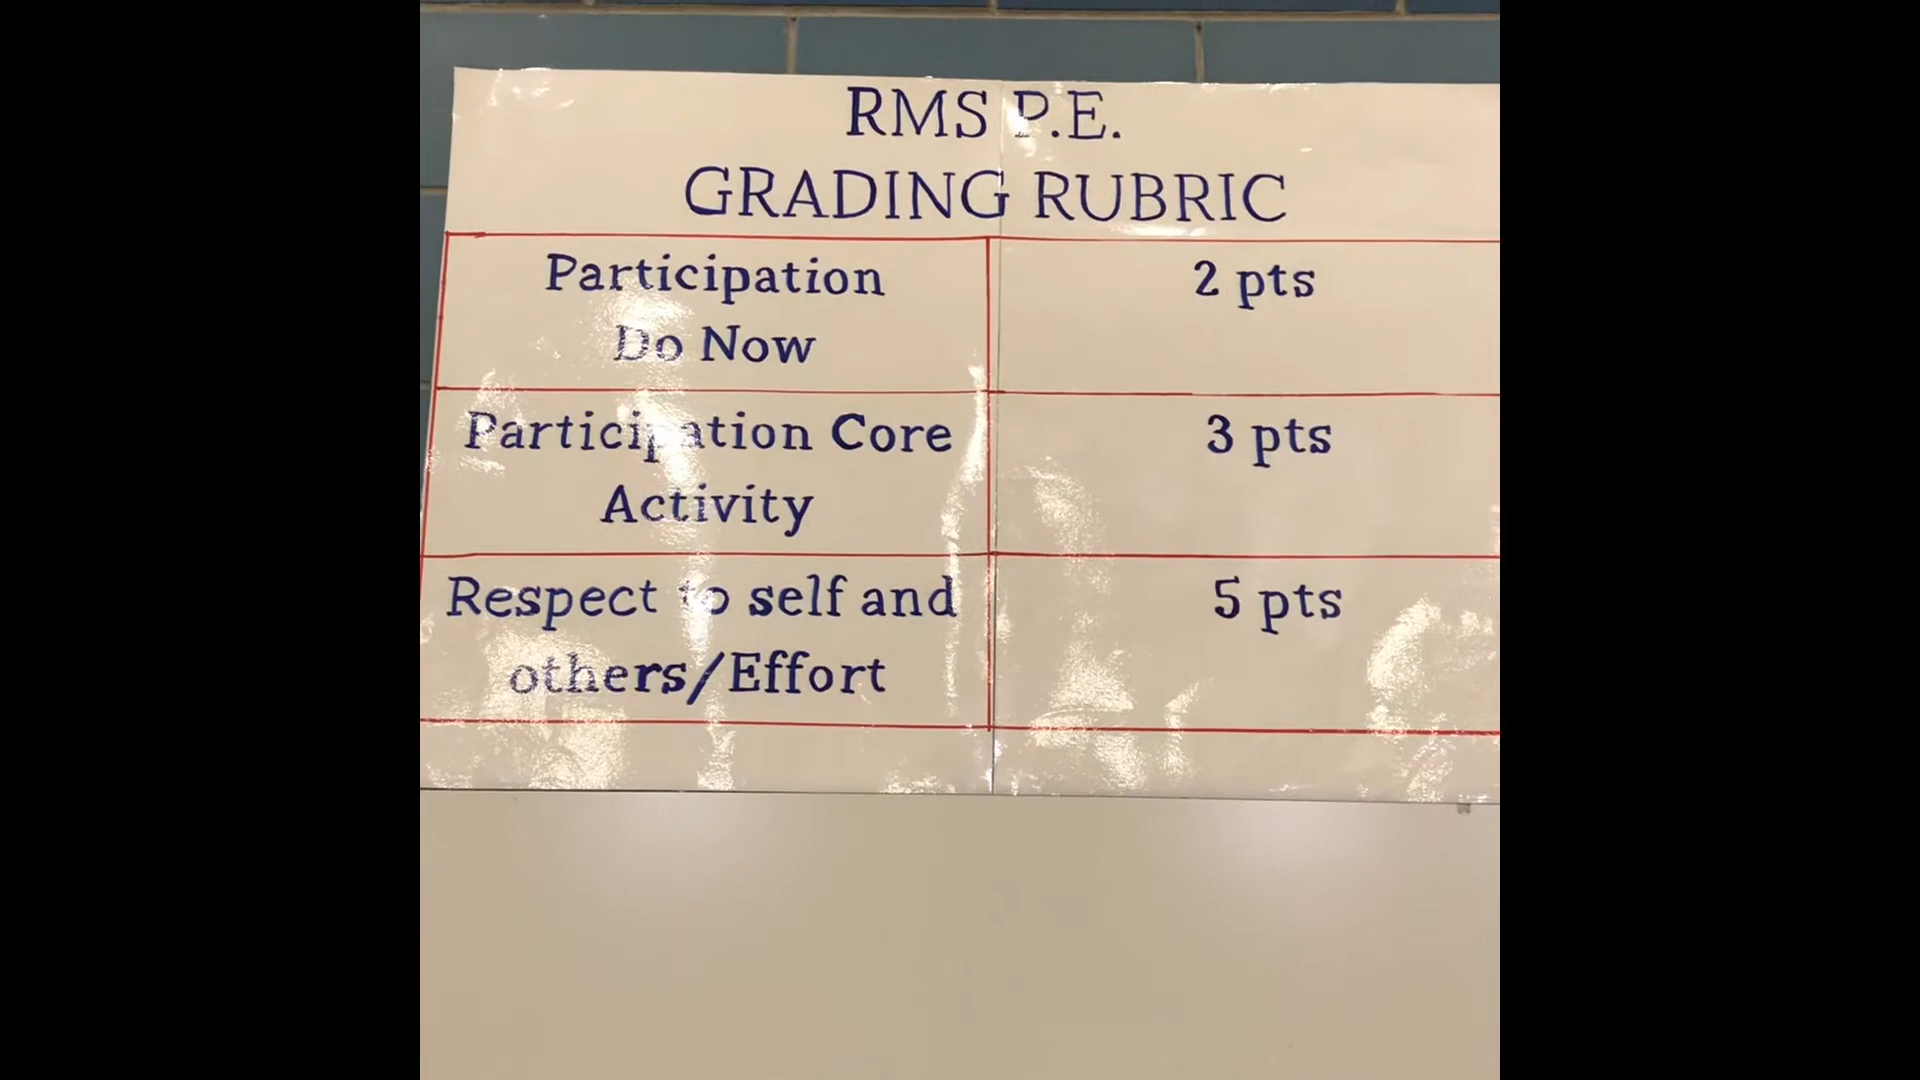 RMS P.E.
GRADING RUBRIC
Participation
Do Now
2 pts
Participation Core
Activity
3 pts
Respect to self and
others/Effort
5 pts